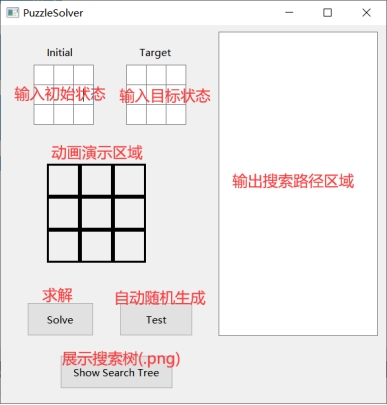 PuzzleSolver
Initial
Target
输入初始状态
输入目标状态
动画演示区域
输出搜索路径区域
求解
自动随机生成
Solve
Test
展示搜索树(.png)
Show Search Tree